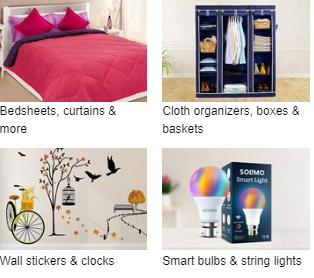 Bedsheets, curtains &
more
Cloth organizers, boxes &
baskets
SOLIMO
Smart Light
Wall stickers & clocks
Smart bulbs & string lights